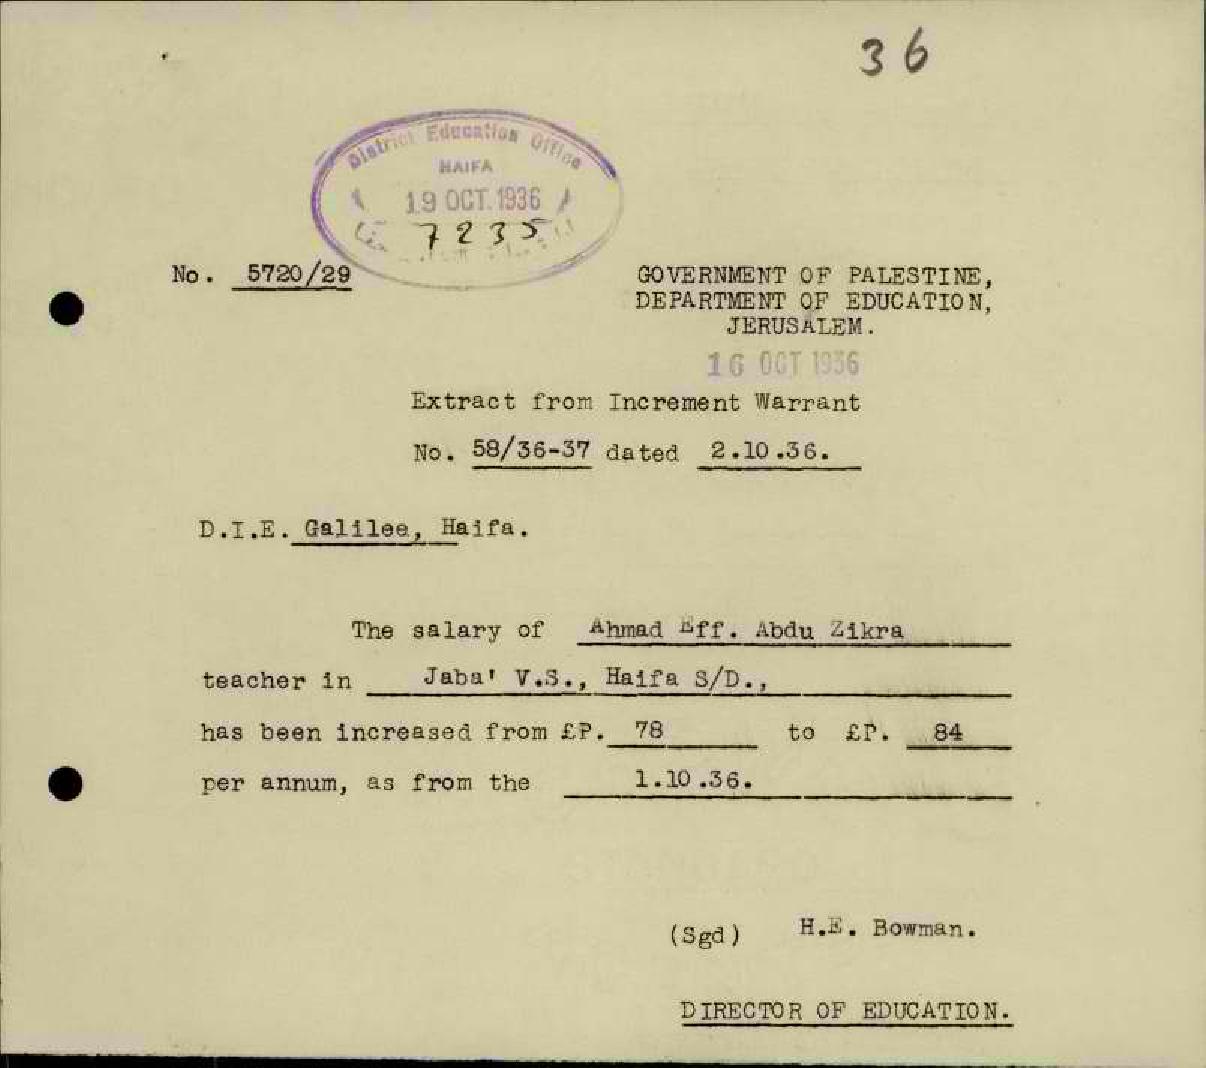 36
District Education Office
HAIFA
19 OCT. 1936
7235
No. 5720/29
GOVERNMENT OF PALESTINE,
DEPARTMENT OF EDUCATION,
JERUSALEM.
16 OCT 1936
Extract from Increment Warrant
No. 58/36-37 dated 2.10.36.
D.I.E. Galilee, Haifa.
The salary of Ahmad Eff. Abdu Zikra
teacher in Jaba' V.S., Haifa S/D.,
has been increased from £P. 78 to £P. 84
per annum, as from the 1.10.36.
(Sgd) H.E. Bowman.
DIRECTOR OF EDUCATION.